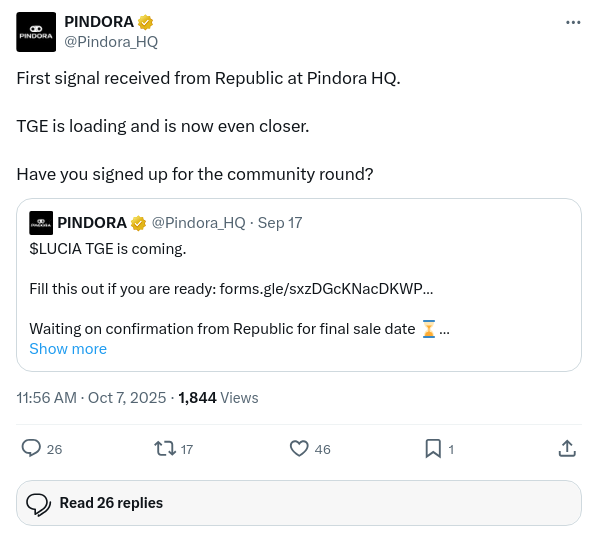 PINDORA
@Pindora_HQ
PINDORA
First signal received from Republic at Pindora HQ.
TGE is loading and is now even closer.
Have you signed up for the community round?
PINDORA @Pindora_HQ · Sep 17
PINDORA
$LUCIA TGE is coming.
Fill this out if you are ready: forms.gle/sxzDGcKNacDKWP…
Waiting on confirmation from Republic for final sale date ⏳ …
Show more
11:56 AM · Oct 7, 2025 · 1,844 Views
26 17 46 1
Read 26 replies